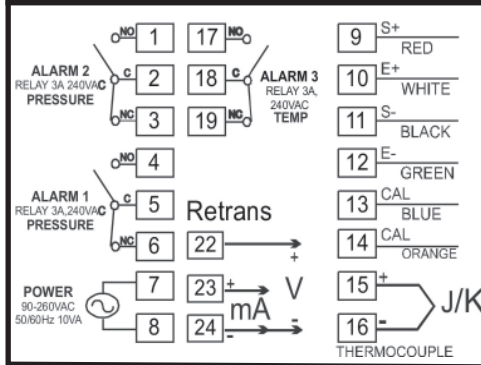 NO 1 17 NO 9 S+ RED
ALARM 2 RELAY 3A 240VAC PRESSURE C 2 18 C ALARM 3 RELAY 3A, 240VAC TEMP 10 E+ WHITE
NC 3 19 NC 11 S- BLACK
NO 4 12 E- GREEN
ALARM 1 RELAY 3A,240VAC PRESSURE C 5 Retrans 13 CAL BLUE
NC 6 22 + 14 CAL ORANGE
POWER 90-260VAC 50/60Hz 10VA 7 23 + V 15 + J/K
8 24 - mA - 16 -
THERMOCOUPLE